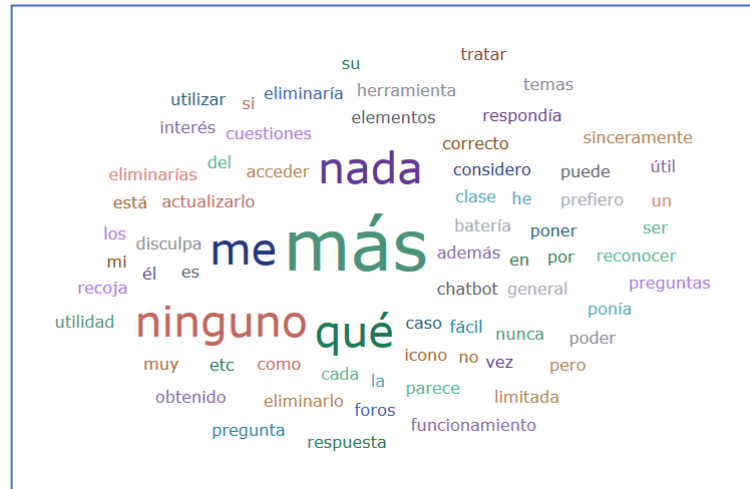 tratar
su
temas
utilizar si eliminaría herramienta
elementos respondía
interés cuestiones correcto sinceramente
nada
eliminarías del acceder considero puede útil
está actualizarlo clase he prefiero un
más
los disculpa me batería poner ser
mi él es además en por reconocer
recoja chatbot general preguntas
ponía
utilidad ninguno qué caso fácil nunca poder
muy etc como icono no vez pero
cada la parece
obtenido eliminarlo foros limitada
pregunta respuesta funcionamiento